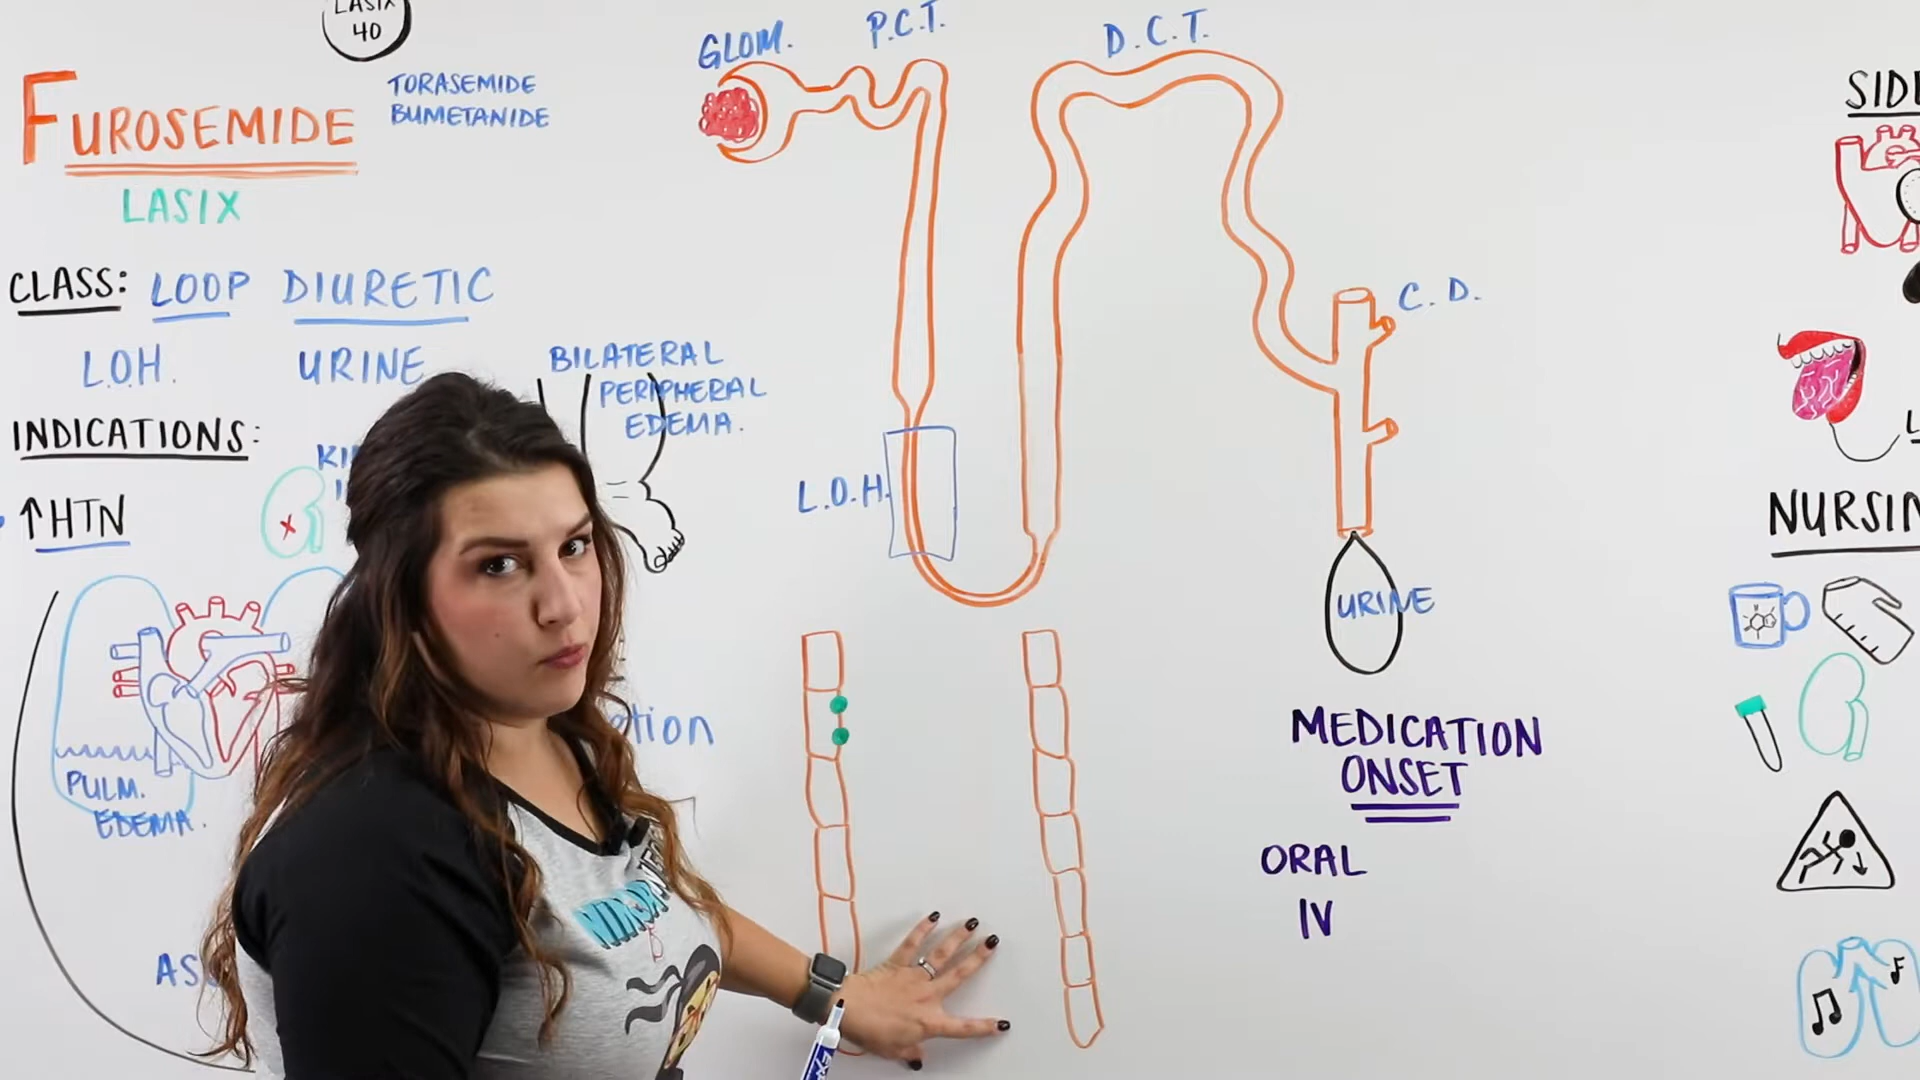 LASIX
40
FUROSEMIDE
LASIX
TORASEMIDE
BUMETANIDE
CLASS: LOOP DIURETIC
L.O.H. URINE
INDICATIONS:
↑HTN
BILATERAL
PERIPHERAL
EDEMA.
PULM.
EDEMA.
GLOM.
P.C.T.
D.C.T.
C. D.
L.O.H.
URINE
MEDICATION
ONSET
ORAL
IV